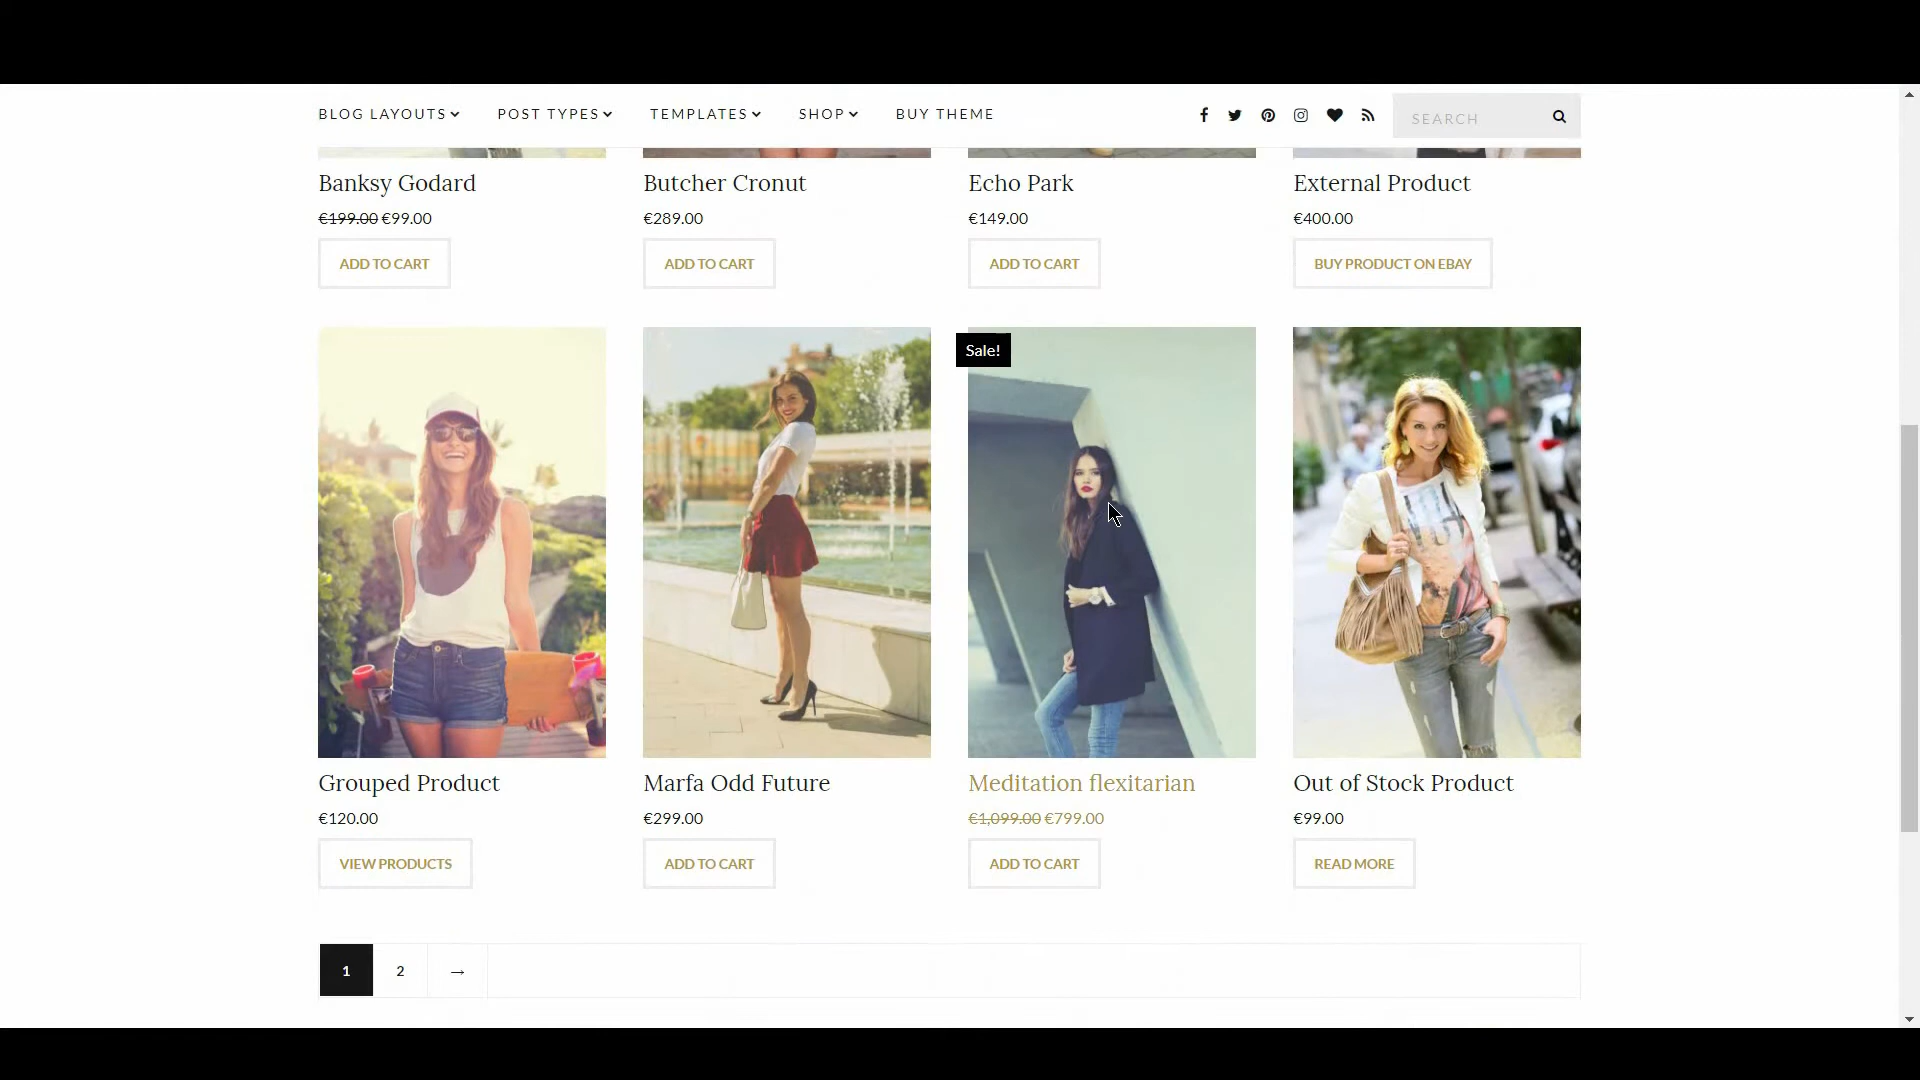 BLOG LAYOUTS POST TYPES TEMPLATES SHOP BUY THEME SEARCH
Banksy Godard Butcher Cronut Echo Park External Product
€199.00 €99.00 €289.00 €149.00 €400.00
ADD TO CART ADD TO CART ADD TO CART BUY PRODUCT ON EBAY
Sale!
Grouped Product Marfa Odd Future Meditation flexitarian Out of Stock Product
€120.00 €299.00 €1,099.00 €799.00 €99.00
VIEW PRODUCTS ADD TO CART ADD TO CART READ MORE
1 2 →